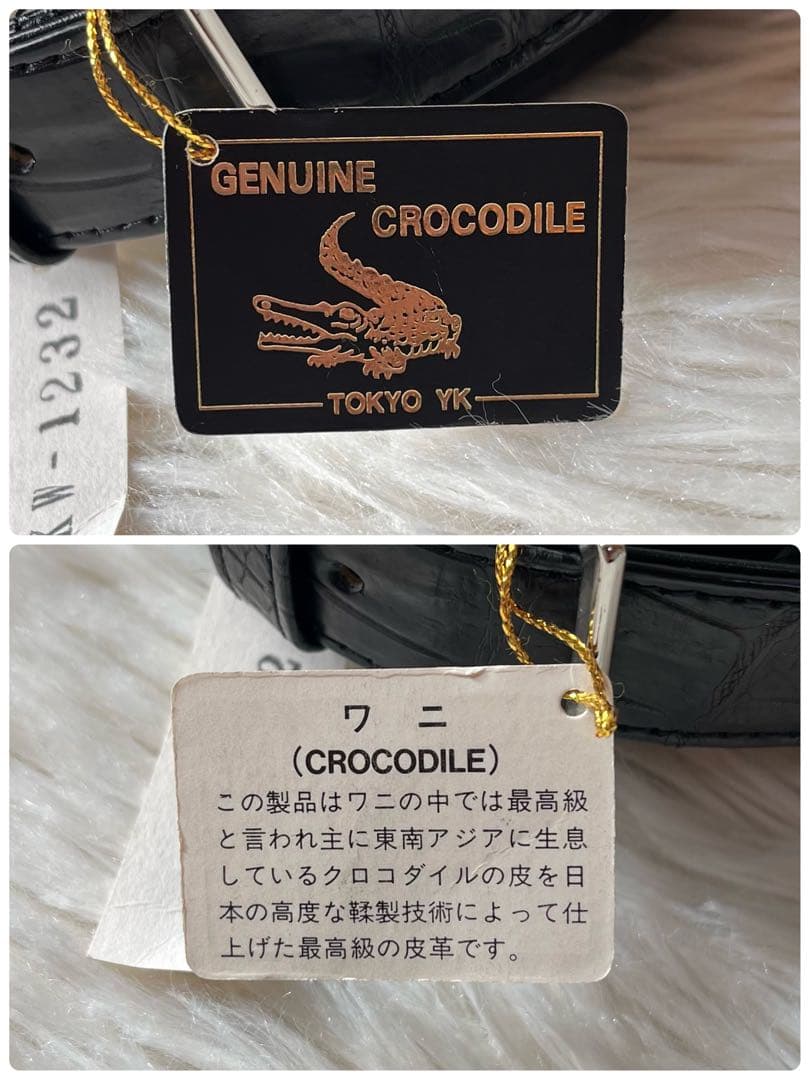 GENUINE
CROCODILE
TOKYO YK
KW-1232
2
ワニ
(CROCODILE)
この製品はワニの中では最高級
と言われ主に東南アジアに生息
しているクロコダイルの皮を日
本の高度な鞣製技術によって仕
上げた最高級の皮革です。